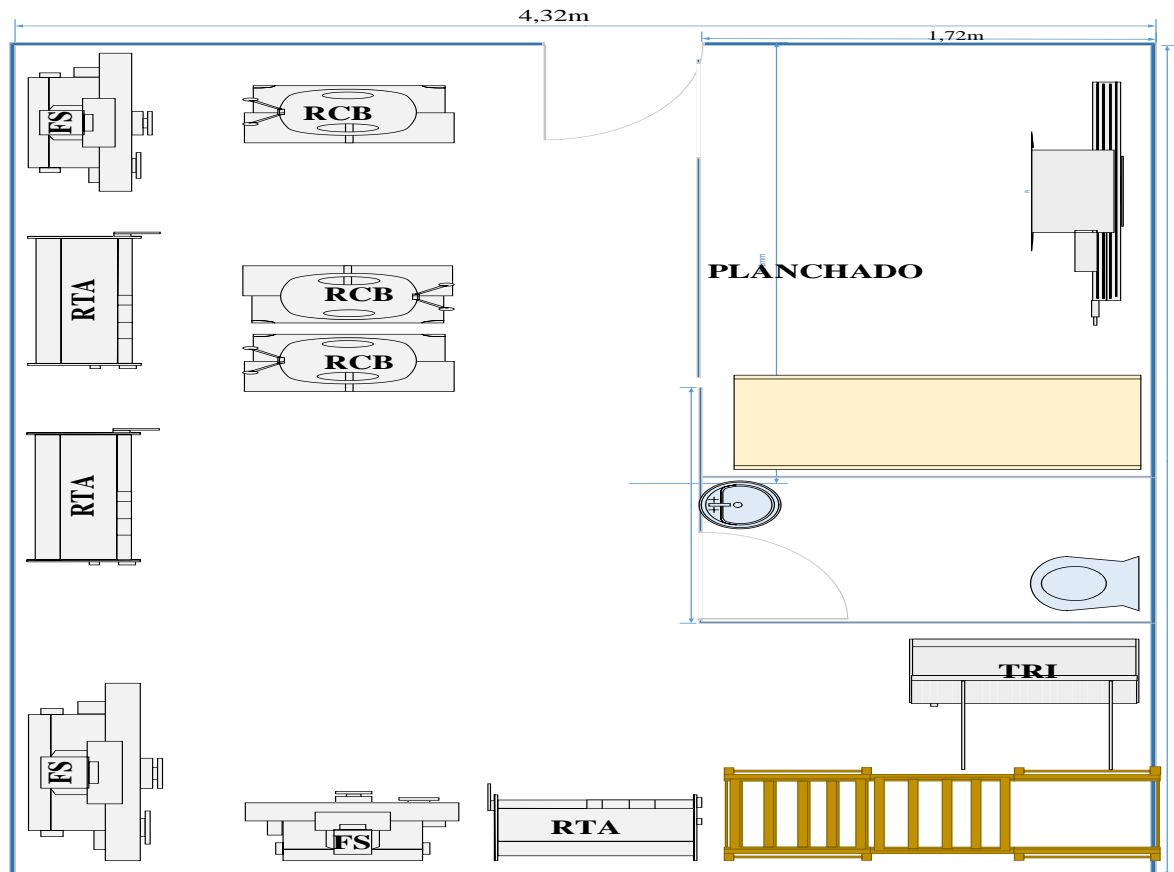 4,32m
1,72m
FS
RCB
RTA
RCB
PLANCHADO
RCB
RTA
TRI
FS
FS
RTA